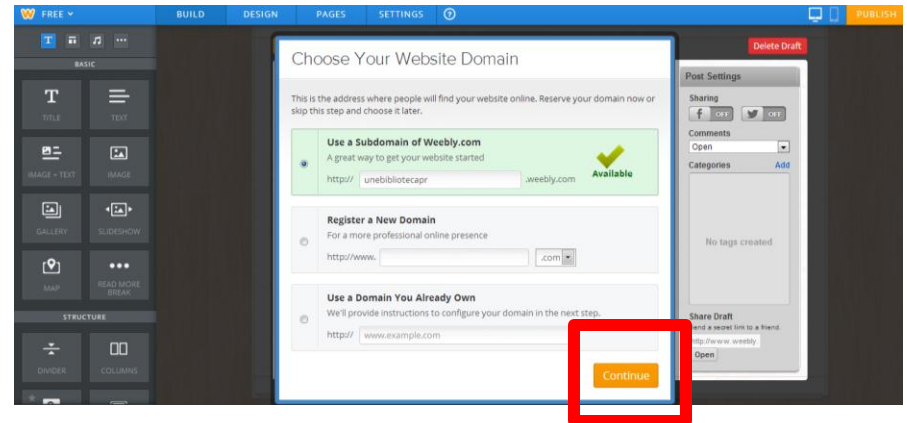 FREE BUILD DESIGN PAGES SETTINGS ? PUBLISH
T
BASIC
T
TITLE TEXT
IMAGE + TEXT IMAGE
GALLERY SLIDESHOW
MAP READ MORE BREAK
STRUCTURE
DIVIDER COLUMNS
Choose Your Website Domain
This is the address where people will find your website online. Reserve your domain now or
skip this step and choose it later.
Use a Subdomain of Weebly.com
A great way to get your website started
http:// unebibliotecapr .weebly.com
Available
Register a New Domain
For a more professional online presence
http://www. .com
Use a Domain You Already Own
We'll provide instructions to configure your domain in the next step.
http:// www.example.com
Continue
Delete Draft
Post Settings
Sharing
f OFF OFF
Comments
Open
Categories Add
No tags created
Share Draft
Send a secret link to a friend
http://www.weebly
Open